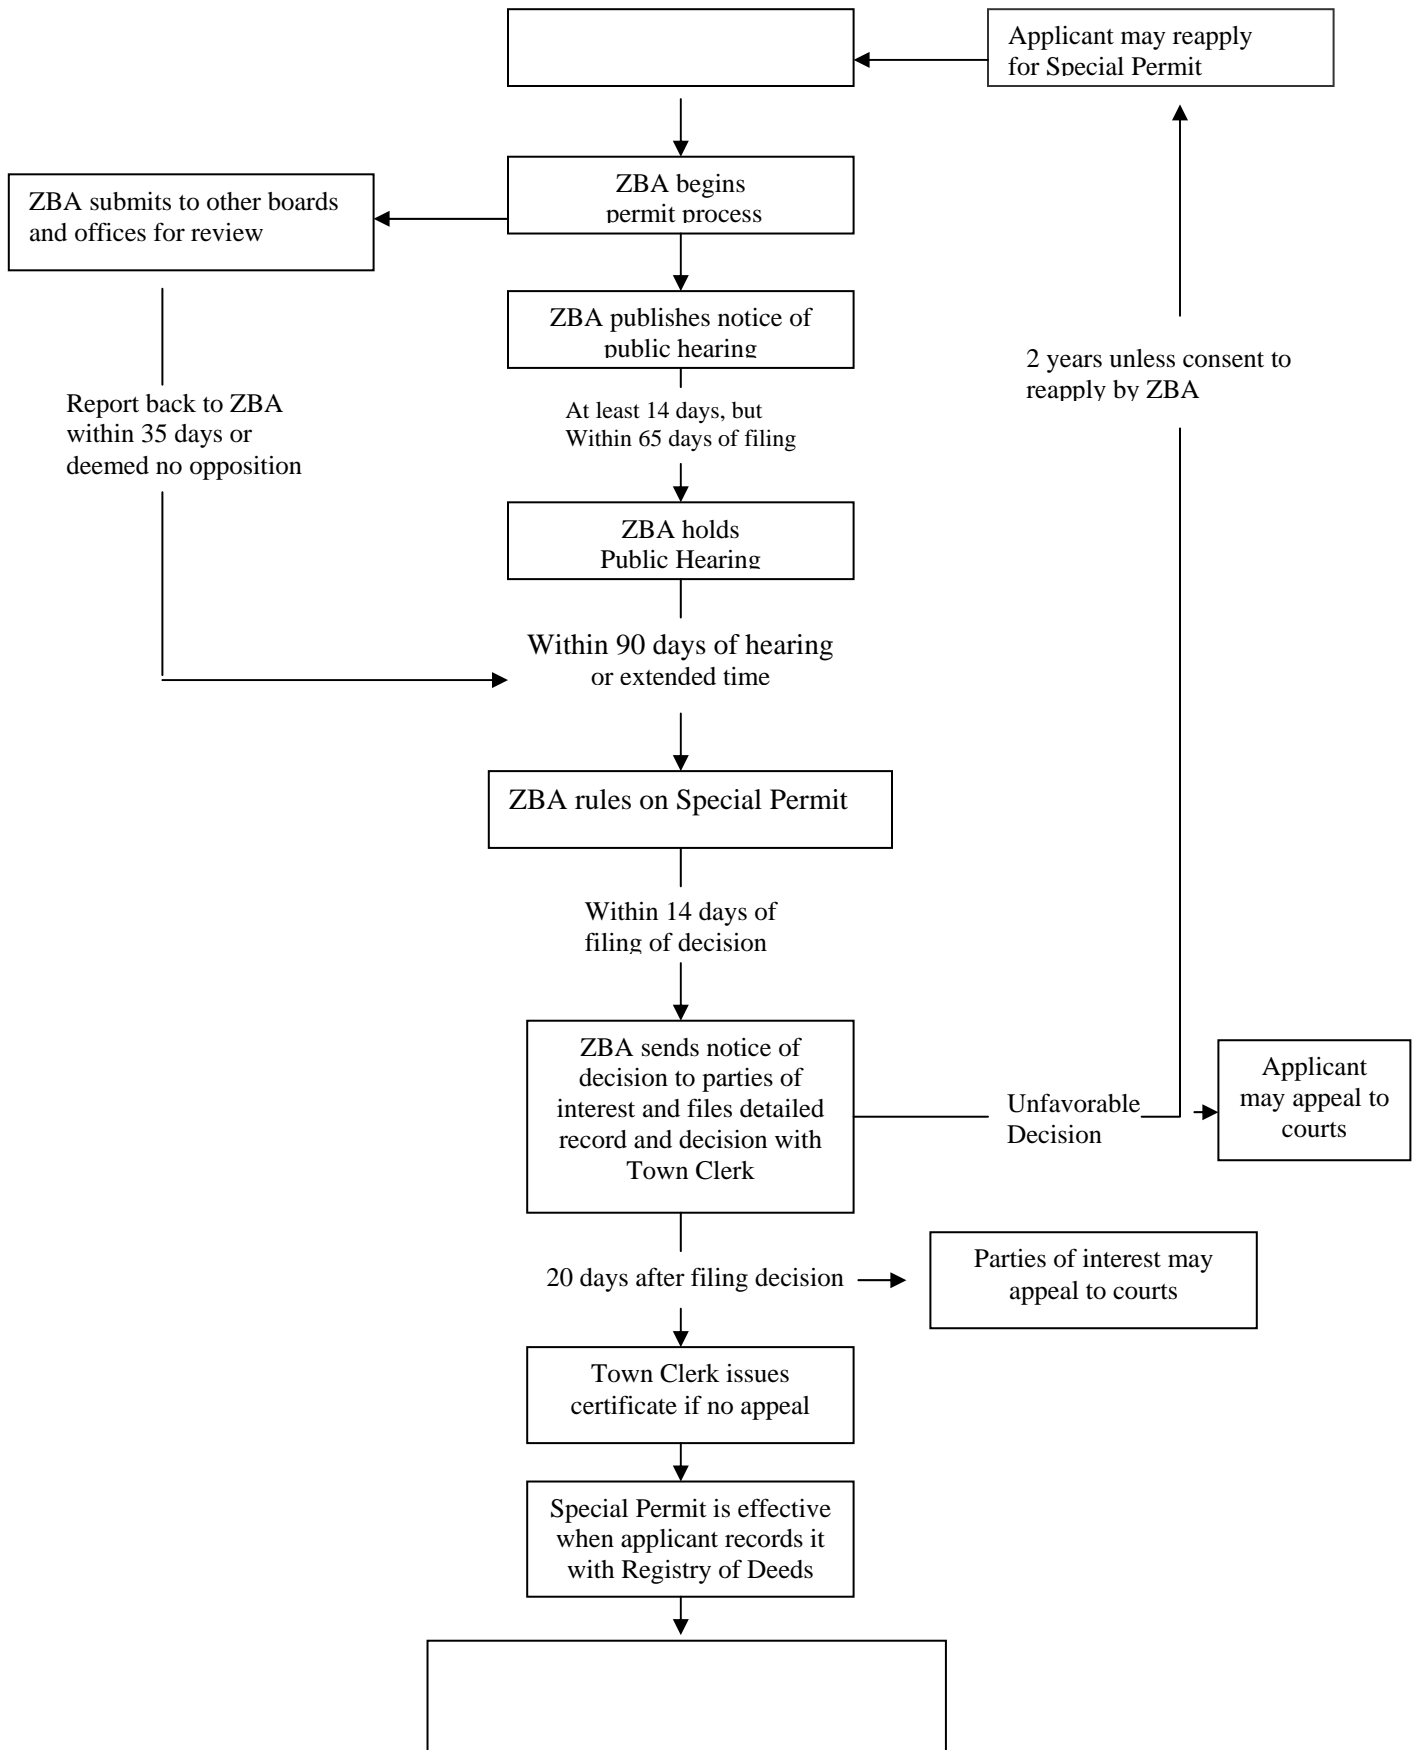 Applicant may reapply
for Special Permit
ZBA begins
permit process
ZBA submits to other boards
and offices for review
ZBA publishes notice of
public hearing
2 years unless consent to
reapply by ZBA
Report back to ZBA
within 35 days or
deemed no opposition
At least 14 days, but
Within 65 days of filing
ZBA holds
Public Hearing
Within 90 days of hearing
or extended time
ZBA rules on Special Permit
Within 14 days of
filing of decision
ZBA sends notice of
decision to parties of
interest and files detailed
record and decision with
Town Clerk
Unfavorable
Decision
Applicant
may appeal to
courts
20 days after filing decision
Parties of interest may
appeal to courts
Town Clerk issues
certificate if no appeal
Special Permit is effective
when applicant records it
with Registry of Deeds